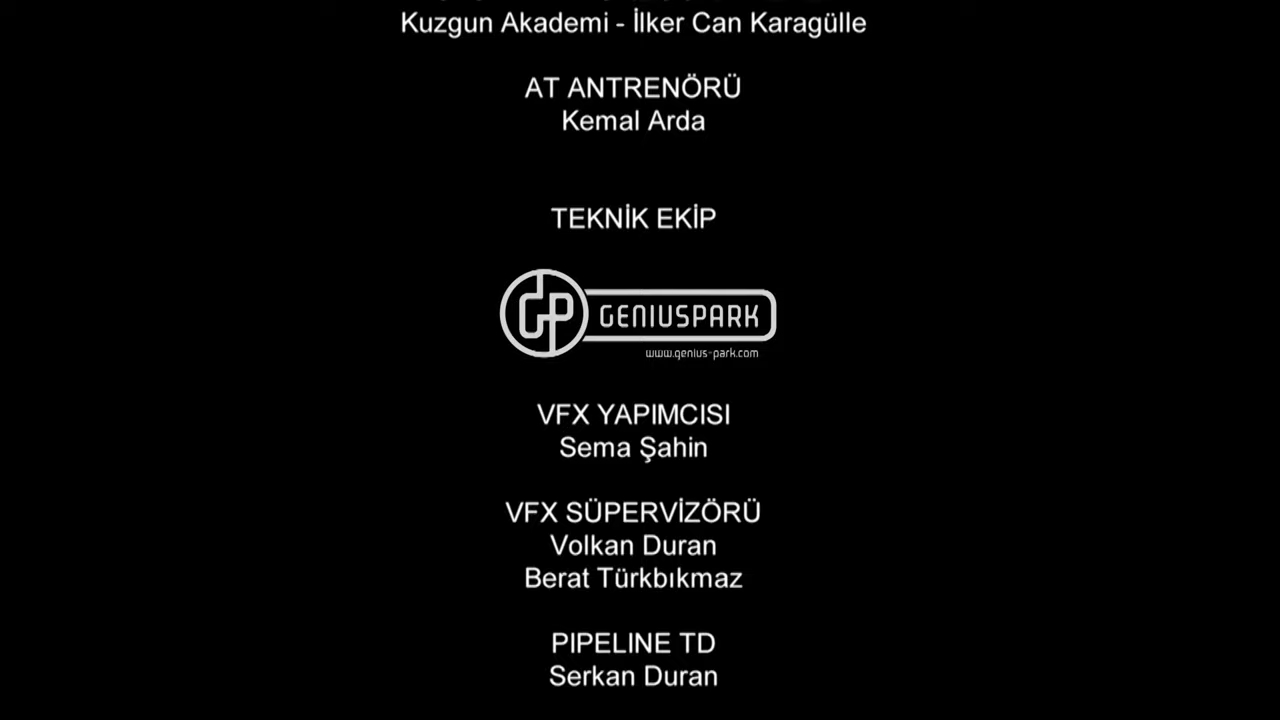 Kuzgun Akademi - İlker Can Karagülle
AT ANTRENÖRÜ
Kemal Arda
TEKNİK EKİP
GP GENIUSPARK
www.genius-park.com
VFX YAPIMCISI
Sema Şahin
VFX SÜPERVİZÖRÜ
Volkan Duran
Berat Türkbıkmaz
PIPELINE TD
Serkan Duran